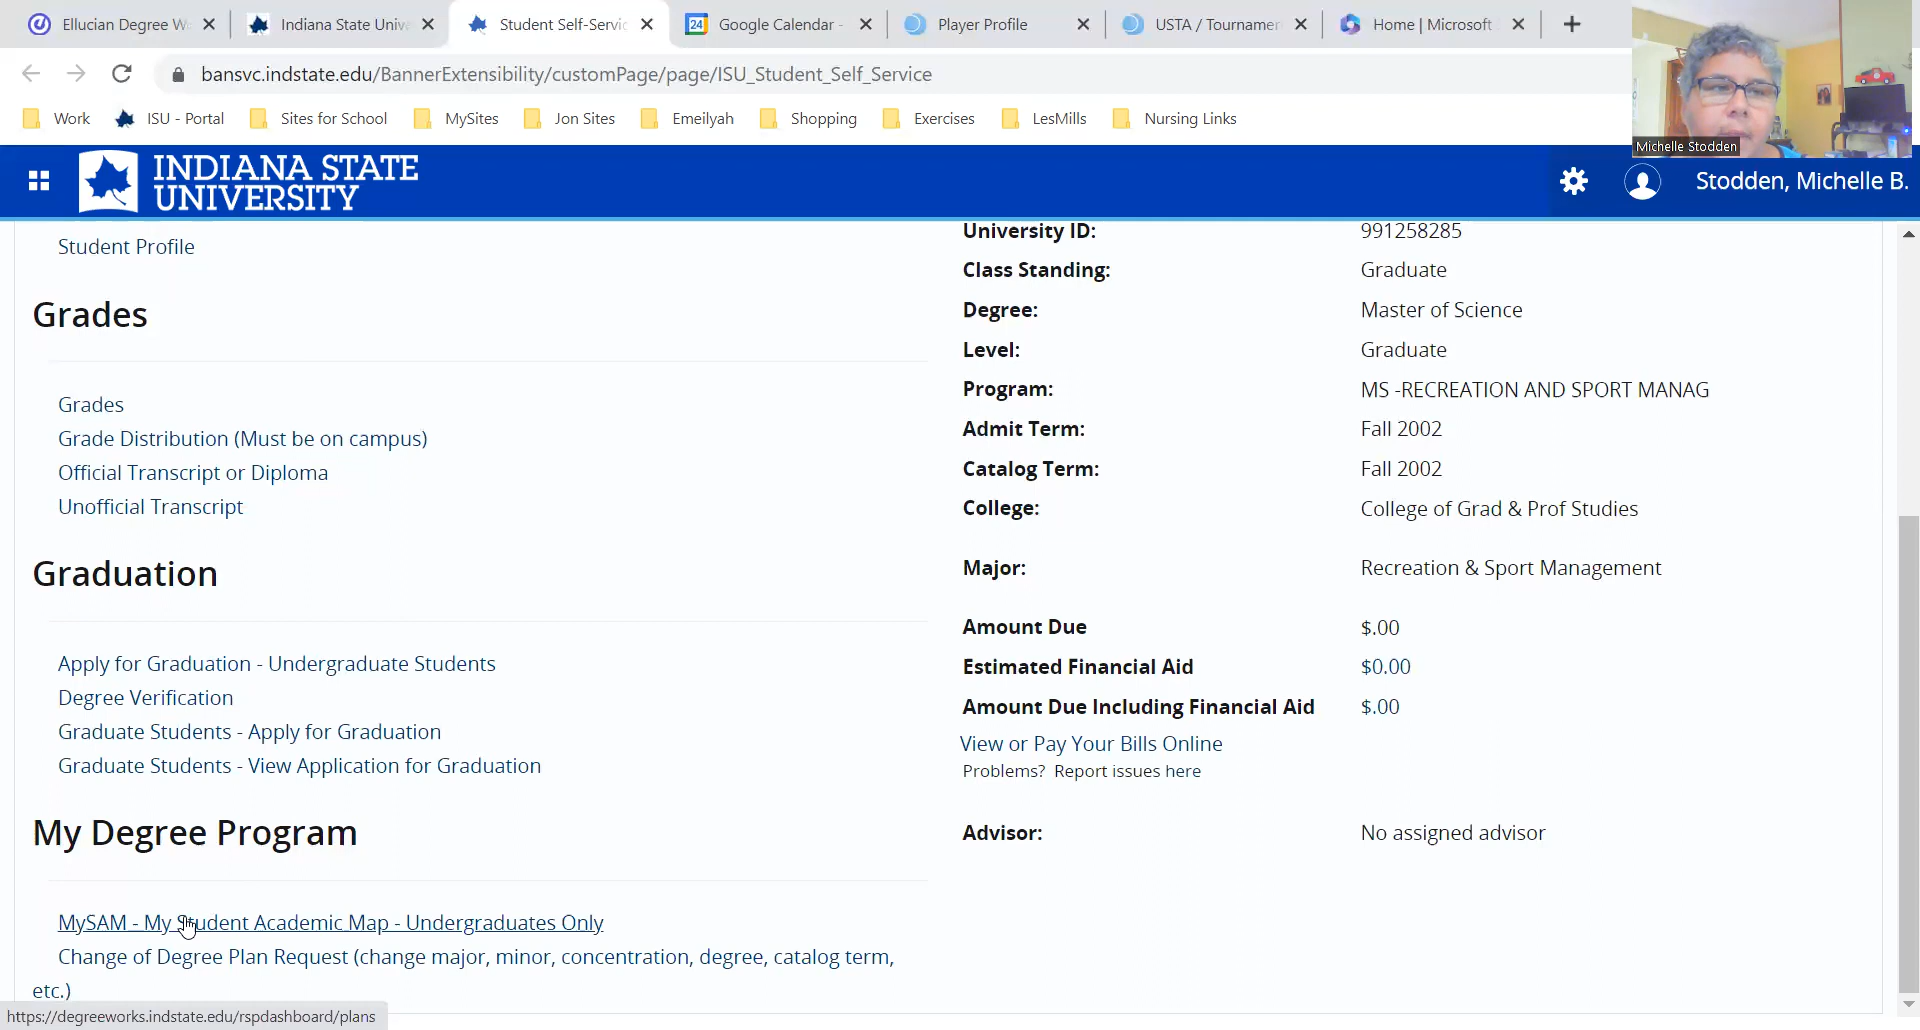 Ellucian Degree W
Indiana State Unive
Student Self-Servic
24
Google Calendar -
Player Profile
USTA / Tournamen
Home | Microsoft
bansvc.indstate.edu/BannerExtensibility/customPage/page/ISU_Student_Self_Service
Work
ISU - Portal
Sites for School
MySites
Jon Sites
Emeilyah
Shopping
Exercises
LesMills
Nursing Links
Michelle Stodden
INDIANA STATE
UNIVERSITY
Stodden, Michelle B.
Student Profile
University ID: 991258285
Class Standing: Graduate
Degree: Master of Science
Level: Graduate
Program: MS -RECREATION AND SPORT MANAG
Admit Term: Fall 2002
Catalog Term: Fall 2002
College: College of Grad & Prof Studies
Major: Recreation & Sport Management
Amount Due $.00
Estimated Financial Aid $0.00
Amount Due Including Financial Aid $.00
View or Pay Your Bills Online
Problems? Report issues here
Advisor: No assigned advisor
Grades
Grades
Grade Distribution (Must be on campus)
Official Transcript or Diploma
Unofficial Transcript
Graduation
Apply for Graduation - Undergraduate Students
Degree Verification
Graduate Students - Apply for Graduation
Graduate Students - View Application for Graduation
My Degree Program
MySAM - My Student Academic Map - Undergraduates Only
Change of Degree Plan Request (change major, minor, concentration, degree, catalog term,
etc.)
https://degreeworks.indstate.edu/rspdashboard/plans